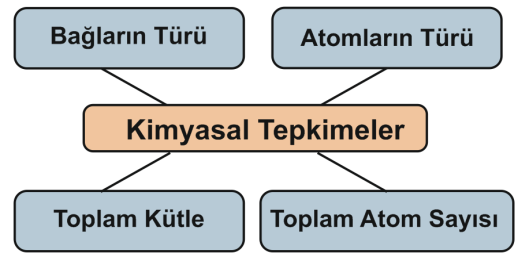 Bağların Türü
Atomların Türü
Kimyasal Tepkimeler
Toplam Kütle
Toplam Atom Sayısı